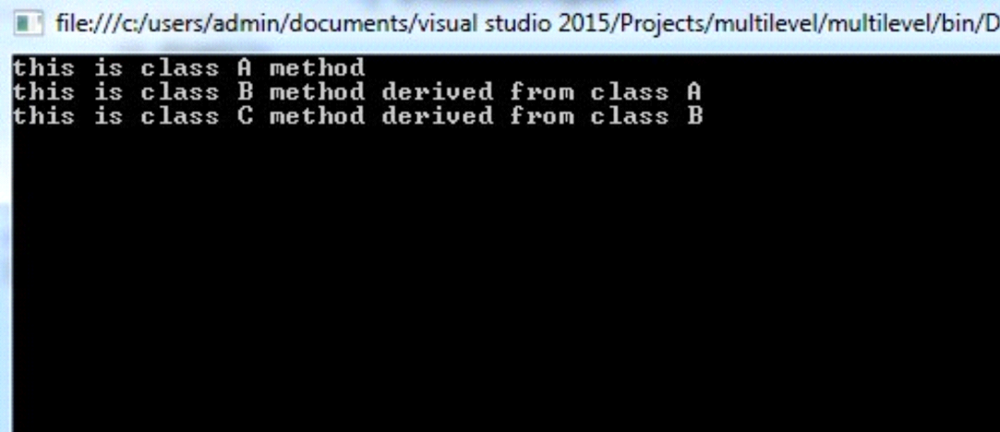 file:///c:/users/admin/documents/visual studio 2015/Projects/multilevel/multilevel/bin/D
this is class A method
this is class B method derived from class A
this is class C method derived from class B